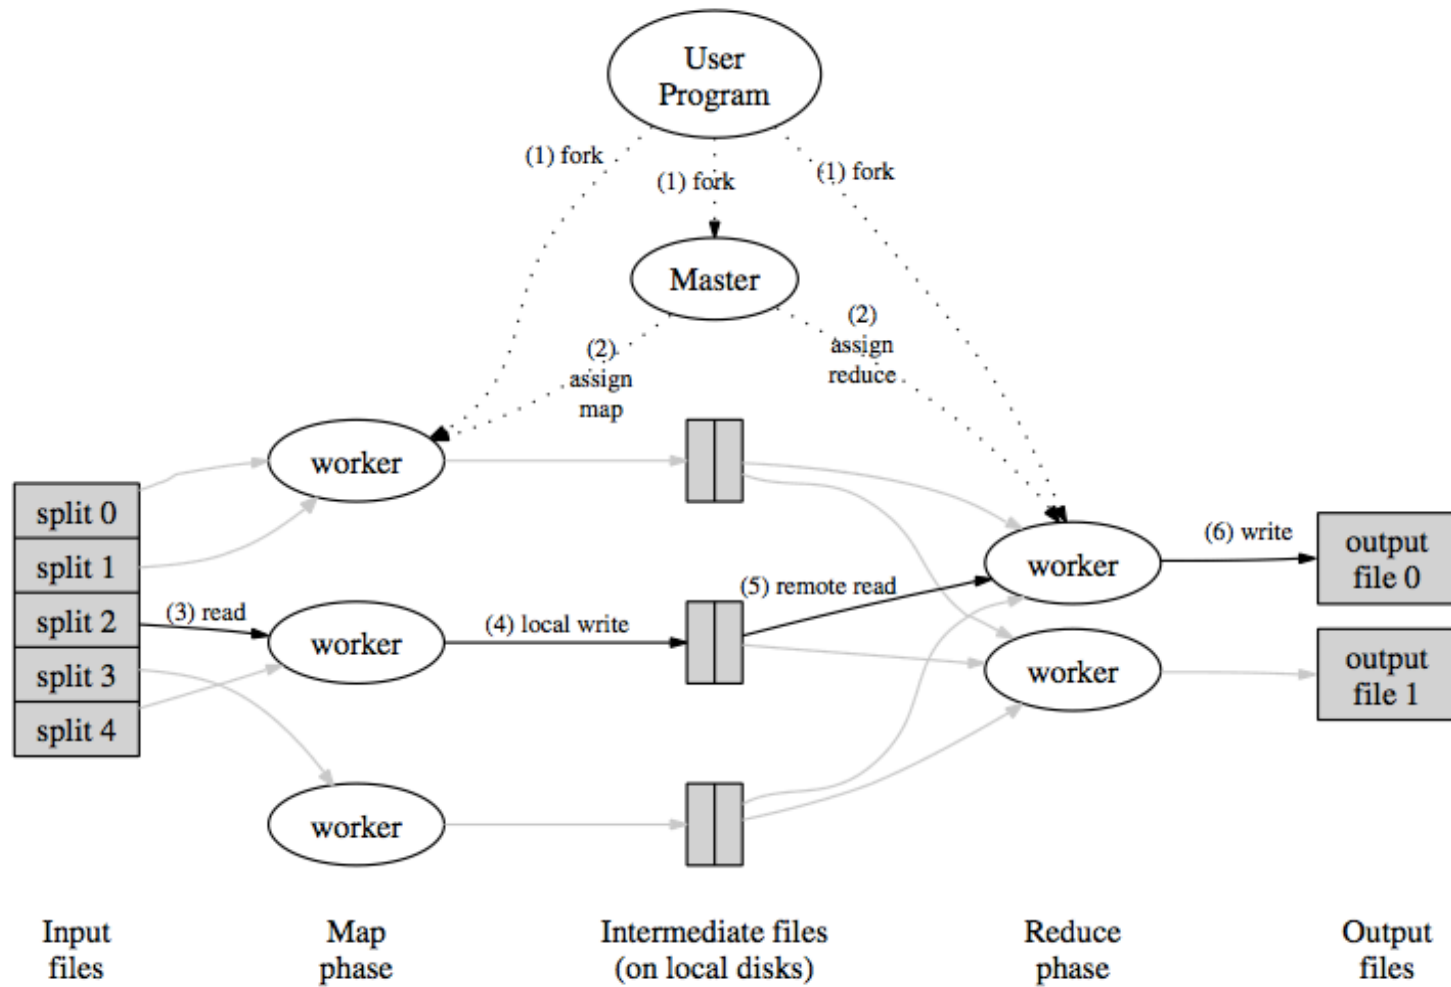 User
Program
(1) fork
(1) fork
(1) fork
Master
(2)
assign
map
(2)
assign
reduce
split 0
split 1
split 2
split 3
split 4
(3) read
worker
worker
worker
(4) local write
(5) remote read
worker
worker
(6) write
output
file 0
output
file 1
Input
files
Map
phase
Intermediate files
(on local disks)
Reduce
phase
Output
files